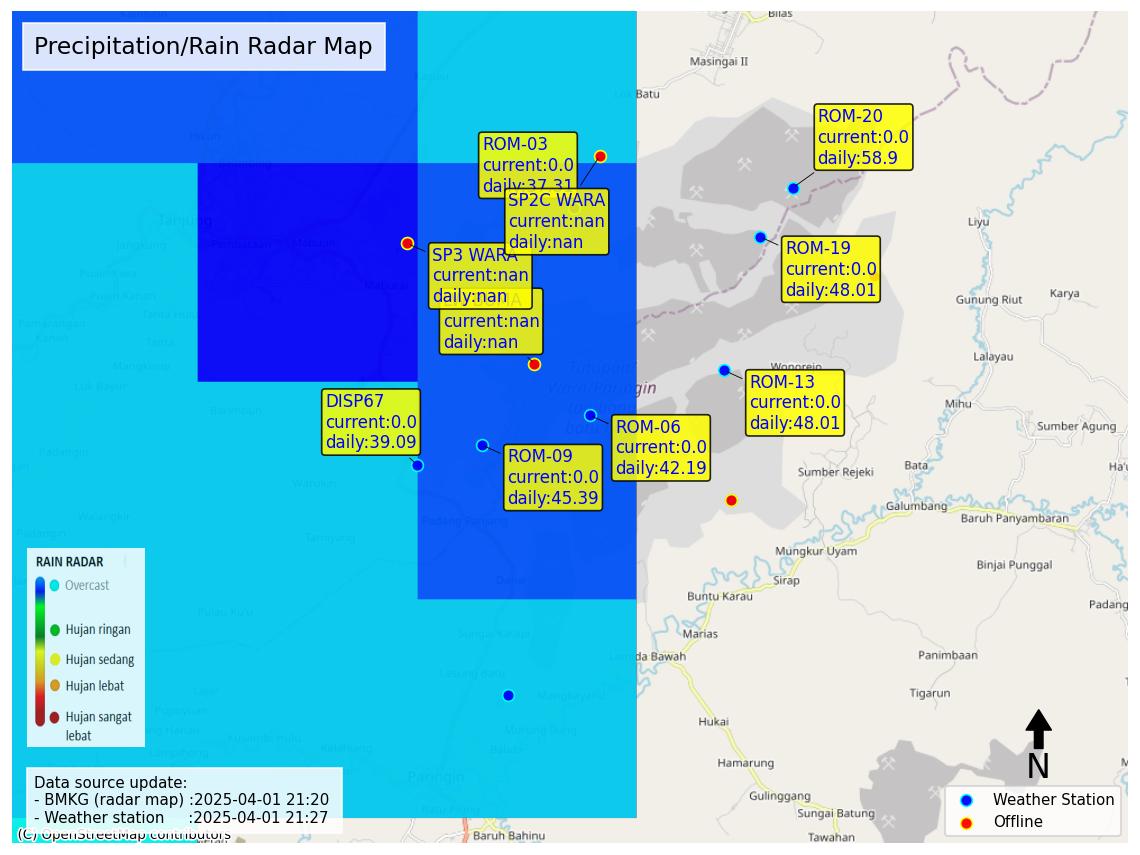 Precipitation/Rain Radar Map
Bilas
Masingai II
Batu
ROM-20
current:0.0
daily:58.9
ROM-03
current:0.0
daily:37.31
SP2C WARA
current:nan
daily:nan
Tanjung
Liyu
ROM-19
current:0.0
daily:48.01
SP3 WARA
current:nan
daily:nan
current:nan
daily:nan
Mabuun
Maburai
Gunung Riut
Karya
Lalayau
Wonorejo
ROM-13
current:0.0
daily:48.01
Mihu
Sumber Agung
DISP67
current:0.0
daily:39.09
ROM-06
current:0.0
daily:42.19
ROM-09
current:0.0
daily:45.39
Bata
Sumber Rejeki
Galumbang
Baruh Panyambaran
Padang Panjang
Mungkur Uyam
Binjai Punggal
Sirap
Buntu Karau
Padang
Marias
Panimbaan
Bawah
Tigarun
Hukai
Hamarung
Paringin
Gulinggang
Sungai Batung
Tawahan
Baruh Bahinu
RAIN RADAR
Overcast
Hujan ringan
Hujan sedang
Hujan lebat
Hujan sangat
lebat
Data source update:
- BMKG (radar map) :2025-04-01 21:20
- Weather station :2025-04-01 21:27
(C) OpenStreetMap contributors
N
Weather Station
Offline